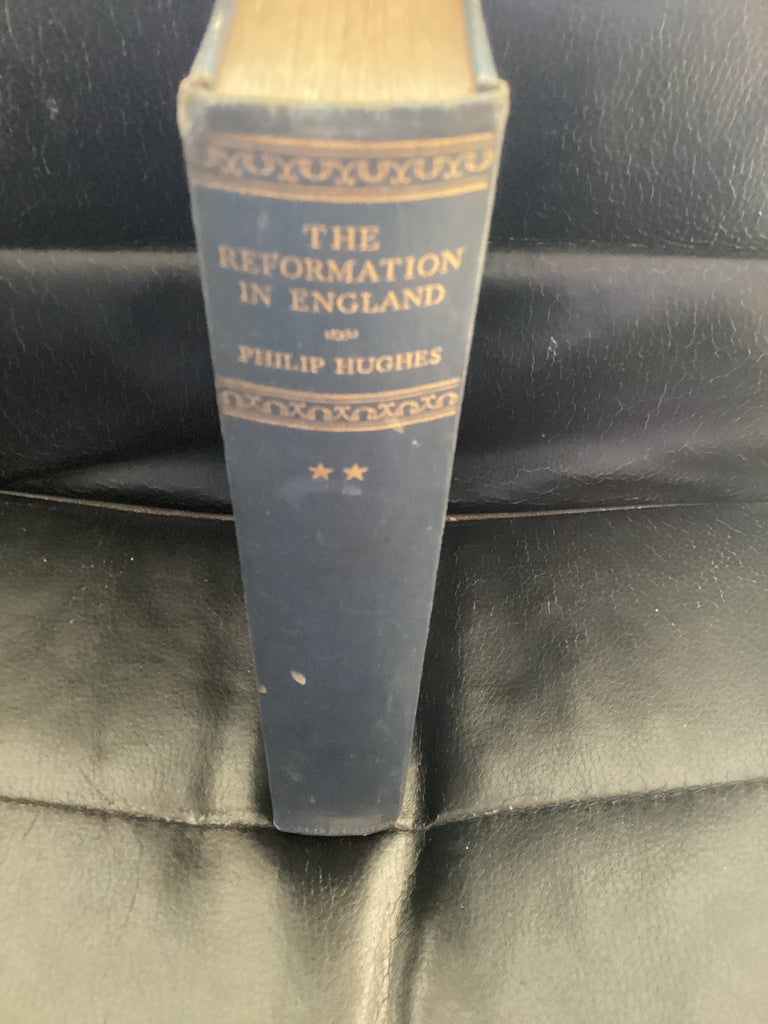 THE
REFORMATION
IN ENGLAND
PHILIP HUGHES
★★